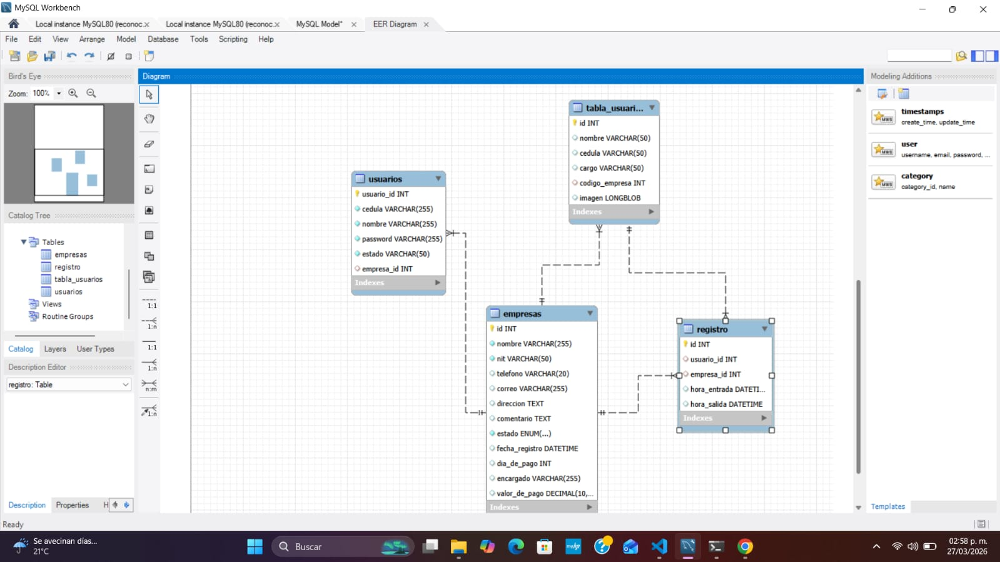 MySQL Workbench
Local instance MySQL80 (reconoc... Local instance MySQL80 (reconoc... MySQL Model* EER Diagram
File Edit View Arrange Model Database Tools Scripting Help
Bird's Eye
Zoom: 100%
Catalog Tree
Tables
empresas
registro
tabla_usuarios
usuarios
Views
Routine Groups
Catalog Layers User Types
Description Editor
registro: Table
Description Properties H
Ready
1:1
1:n
1:1
1:n
n:m
1:n
Diagram
tabla_usuari...
id INT
nombre VARCHAR(50)
cedula VARCHAR(50)
cargo VARCHAR(50)
codigo_empresa INT
imagen LONGBLOB
Indexes
usuarios
usuario_id INT
cedula VARCHAR(255)
nombre VARCHAR(255)
password VARCHAR(255)
estado VARCHAR(50)
empresa_id INT
Indexes
empresas
id INT
nombre VARCHAR(255)
nit VARCHAR(50)
telefono VARCHAR(20)
correo VARCHAR(255)
direccion TEXT
comentario TEXT
estado ENUM(...)
fecha_registro DATETIME
dia_de_pago INT
encargado VARCHAR(255)
valor_de_pago DECIMAL(10,...
Indexes
registro
id INT
usuario_id INT
empresa_id INT
hora_entrada DATETI...
hora_salida DATETIME
Indexes
Modeling Additions
timestamps
create_time, update_time
user
username, email, password, ...
category
category_id, name
Templates
Se avecinan días...
21°C
Buscar
myhp
02:58 p. m.
27/03/2026